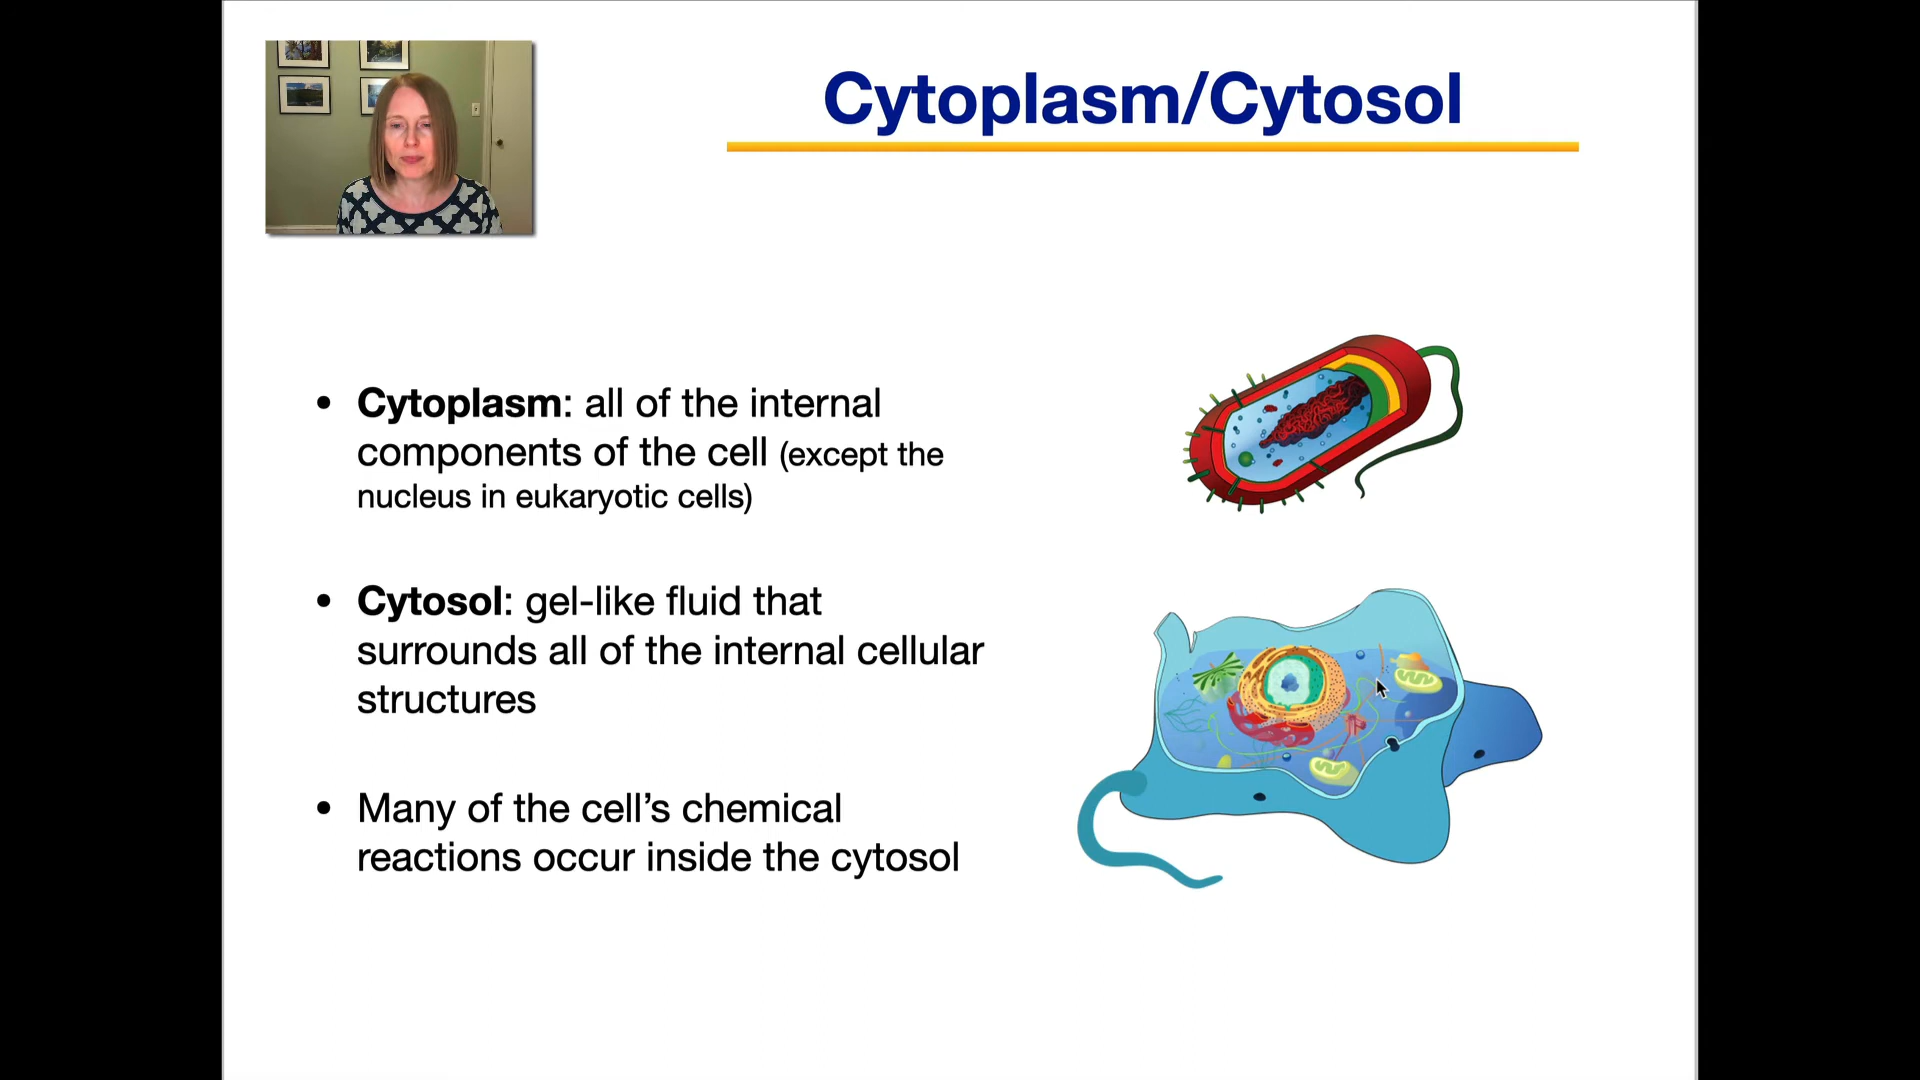 Cytoplasm/Cytosol
• Cytoplasm: all of the internal
components of the cell (except the
nucleus in eukaryotic cells)
• Cytosol: gel-like fluid that
surrounds all of the internal cellular
structures
• Many of the cell’s chemical
reactions occur inside the cytosol